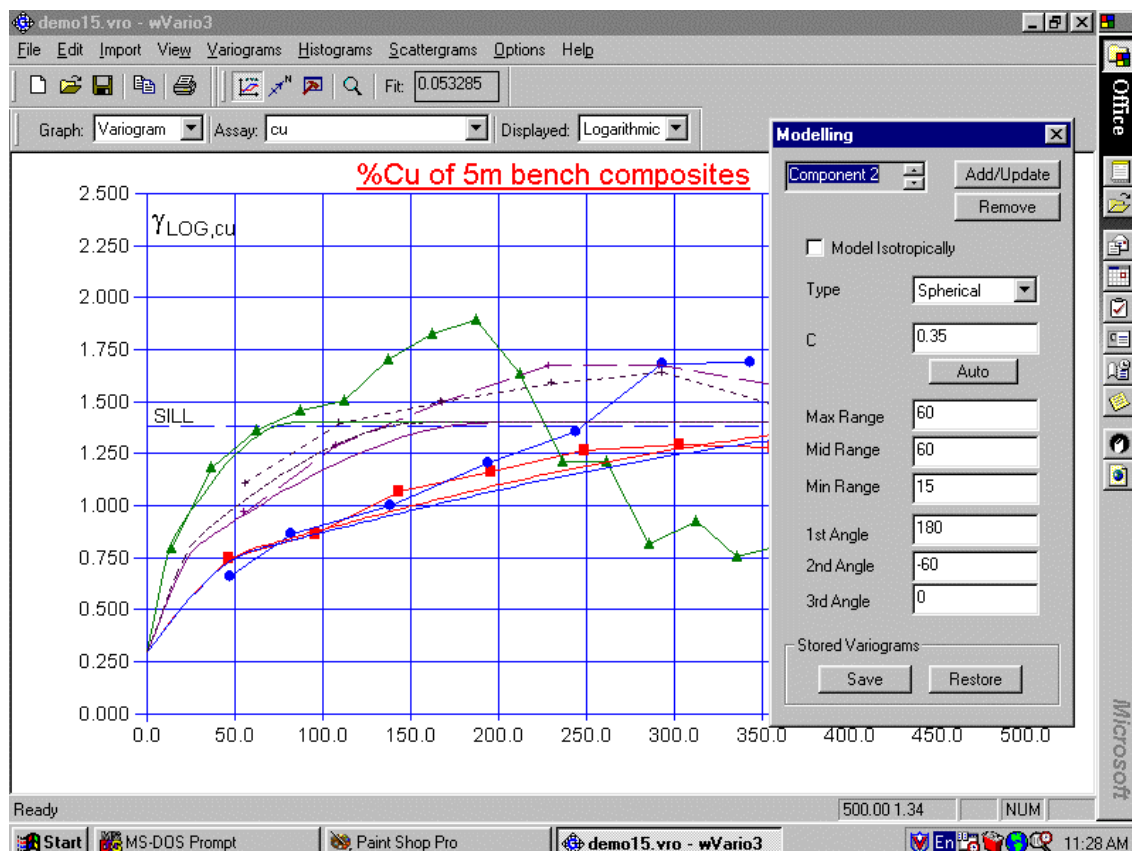 demo15.vro - wVario3
File Edit Import View Variograms Histograms Scattergrams Options Help
Fit: 0.053285
Graph: Variogram Assay: cu Displayed: Logarithmic
%Cu of 5m bench composites
γLOG,cu
SILL
2.500
2.250
2.000
1.750
1.500
1.250
1.000
0.750
0.500
0.250
0.000
0.0 50.0 100.0 150.0 200.0 250.0 300.0 350.0 400.0 450.0 500.0
Modelling
Component 2 Add/Update
Remove
Model Isotropically
Type Spherical
C 0.35
Auto
Max Range 60
Mid Range 60
Min Range 15
1st Angle 180
2nd Angle -60
3rd Angle 0
Stored Variograms
Save Restore
Office
Microsoft
Ready 500.00 1.34 NUM
Start MS-DOS Prompt Paint Shop Pro demo15.vro - wVario3 En 11:28 AM